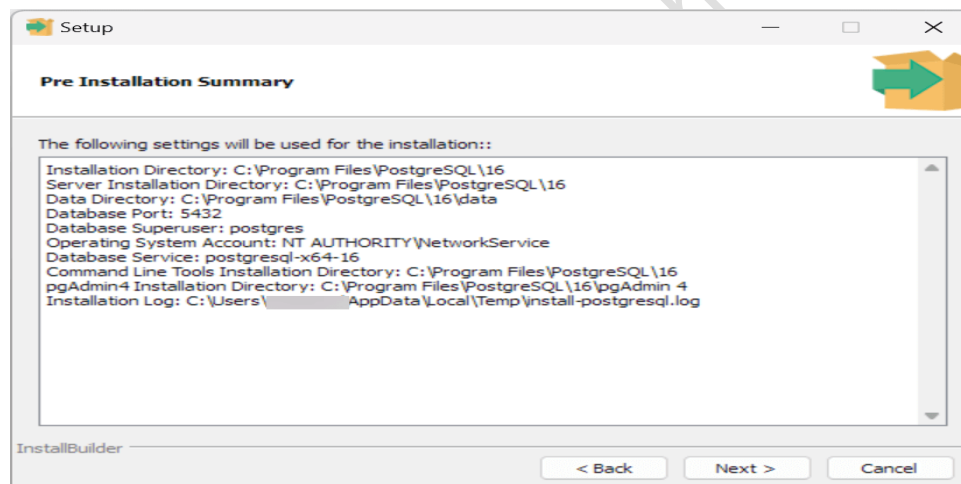 Setup
Pre Installation Summary
The following settings will be used for the installation::
Installation Directory: C:\Program Files\PostgreSQL\16
Server Installation Directory: C:\Program Files\PostgreSQL\16
Data Directory: C:\Program Files\PostgreSQL\16\data
Database Port: 5432
Database Superuser: postgres
Operating System Account: NT AUTHORITY\NetworkService
Database Service: postgresql-x64-16
Command Line Tools Installation Directory: C:\Program Files\PostgreSQL\16
pgAdmin4 Installation Directory: C:\Program Files\PostgreSQL\16\pgAdmin 4
Installation Log: C:\Users\ AppData\Local\Temp\install-postgresql.log
InstallBuilder
< Back Next > Cancel